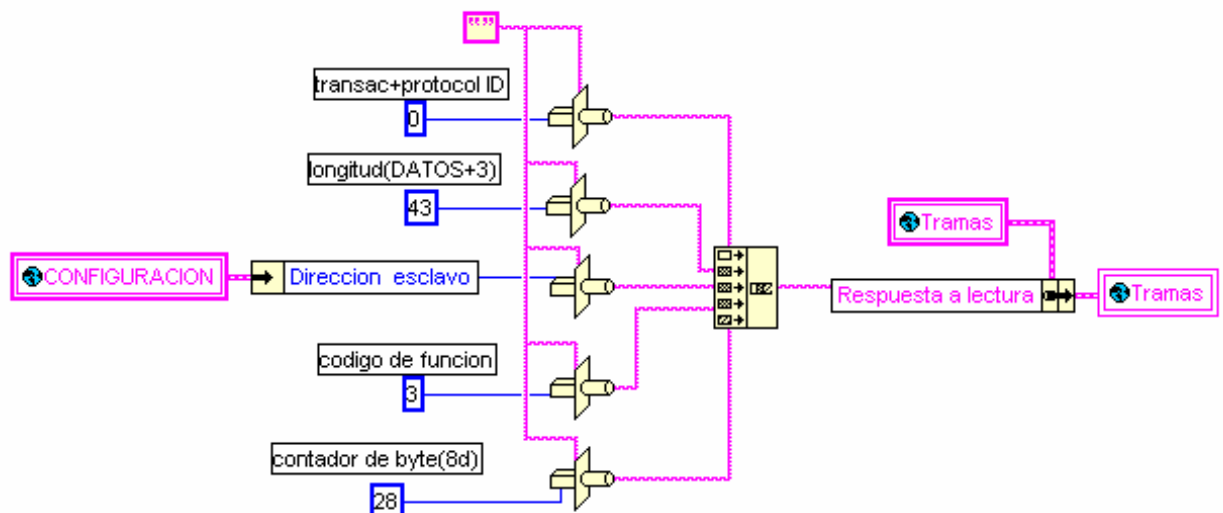 transac+protocol ID
0
longitud(DATOS+3)
43
CONFIGURACION
Direccion esclavo
Tramas
Respuesta a lectura
Tramas
codigo de funcion
3
contador de byte(8d)
28